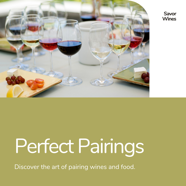 Savor
Wines
Perfect Pairings
Discover the art of pairing wines and food.